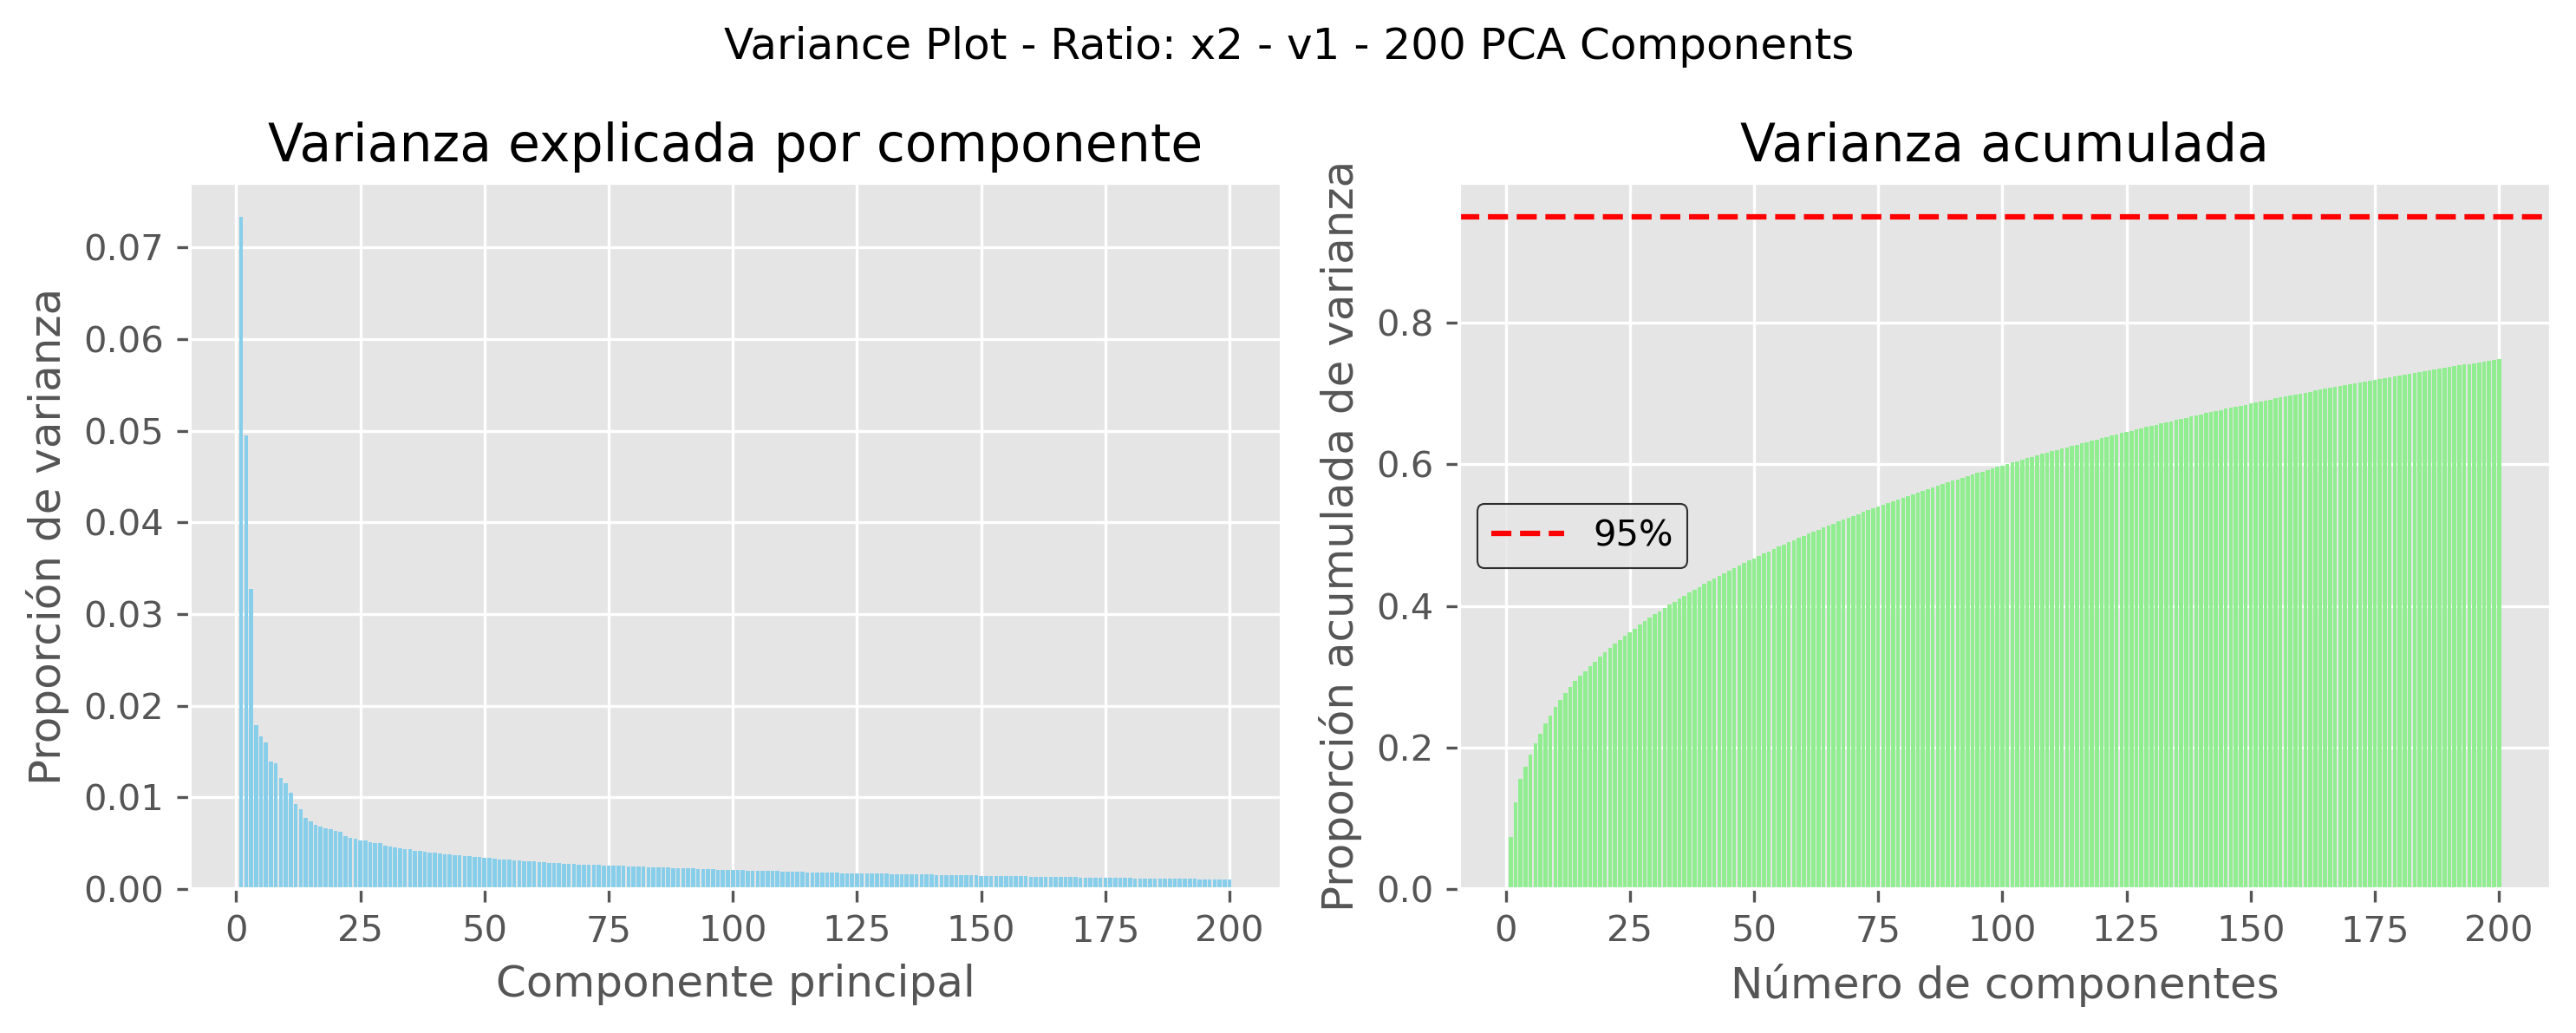 Variance Plot - Ratio: x2 - v1 - 200 PCA Components
Varianza explicada por componente
Proporción de varianza
0.07
0.06
0.05
0.04
0.03
0.02
0.01
0.00
0 25 50 75 100 125 150 175 200
Componente principal
Varianza acumulada
Proporción acumulada de varianza
0.8
0.6
0.4
0.2
0.0
95%
0 25 50 75 100 125 150 175 200
Número de componentes